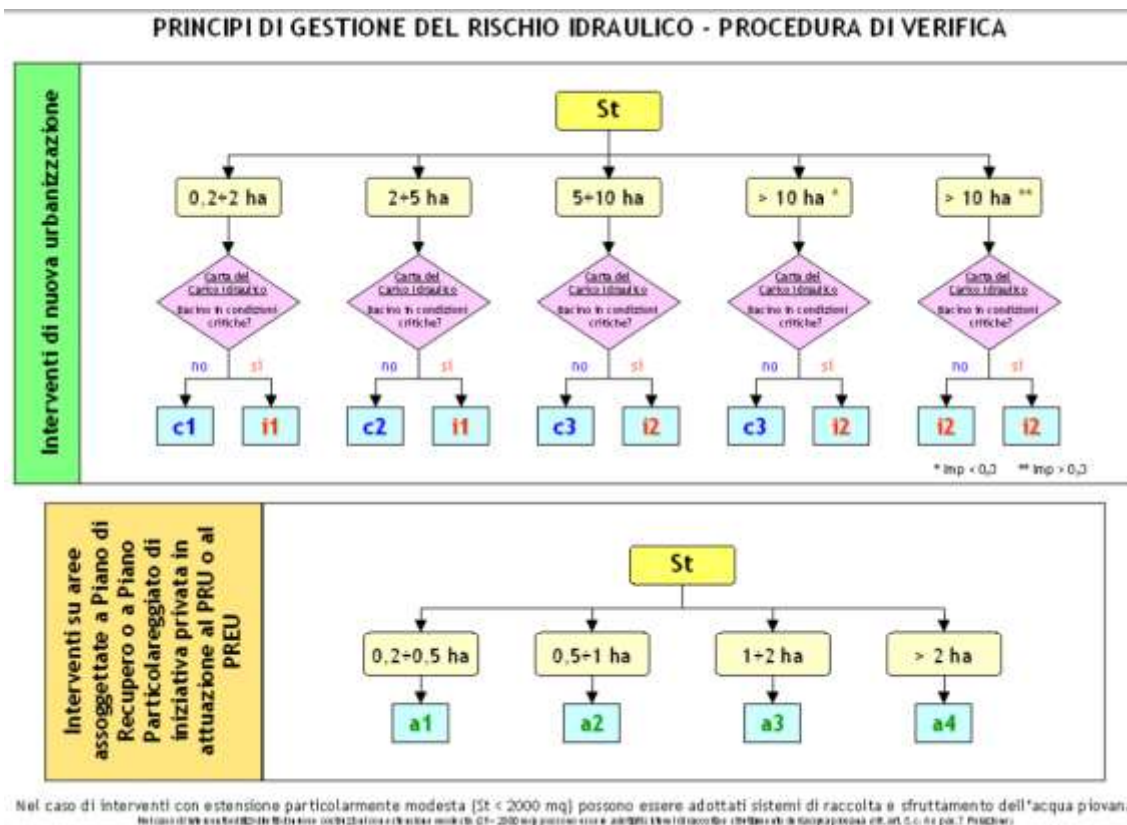 PRINCIPI DI GESTIONE DEL RISCHIO IDRAULICO - PROCEDURA DI VERIFICA
Interventi di nuova urbanizzazione
St
0,2÷2 ha
2÷5 ha
5÷10 ha
> 10 ha *
> 10 ha **
Carta del
Carico Idraulico
Bacino in condizioni
critiche?
Carta del
Carico Idraulico
Bacino in condizioni
critiche?
Carta del
Carico Idraulico
Bacino in condizioni
critiche?
Carta del
Carico Idraulico
Bacino in condizioni
critiche?
Carta del
Carico Idraulico
Bacino in condizioni
critiche?
no sì
no sì
no sì
no sì
no sì
c1 i1
c2 i1
c3 i2
c3 i2
i2 i2
* Imp < 0,3 ** Imp > 0,3
Interventi su aree
assoggettate a Piano di
Recupero o a Piano
Particolareggiato di
iniziativa privata in
attuazione al PRU o al
PREU
St
0,2÷0,5 ha
0,5÷1 ha
1÷2 ha
> 2 ha
a1
a2
a3
a4
Nel caso di interventi con estensione particolarmente modesta (St < 2000 mq) possono essere adottati sistemi di raccolta e sfruttamento dell'acqua piovan